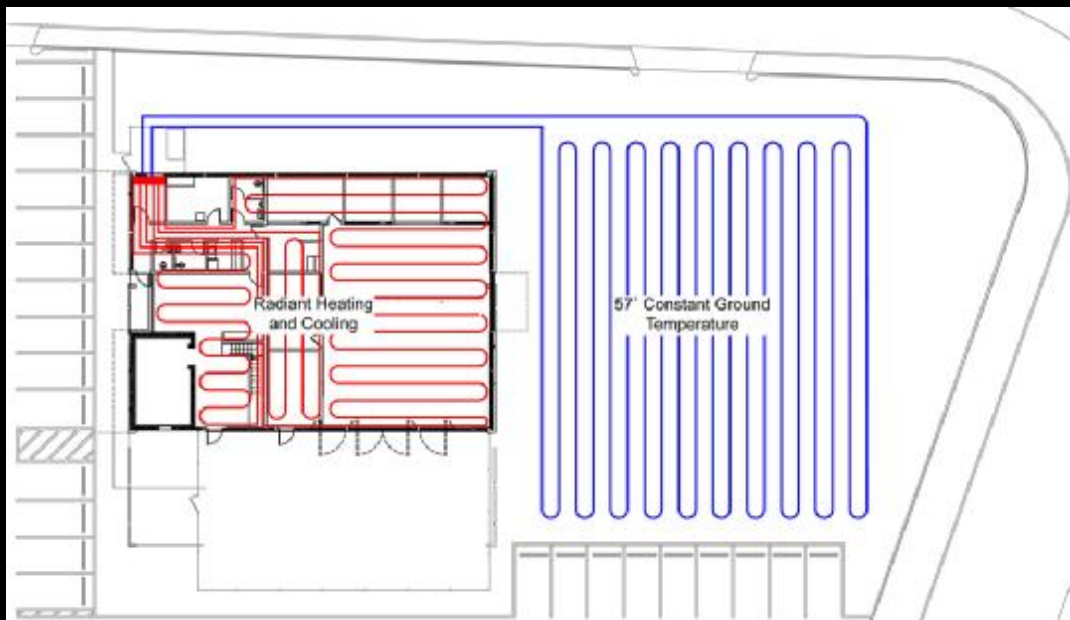 Radiant Heating
and Cooling
57' Constant Ground
Temperature